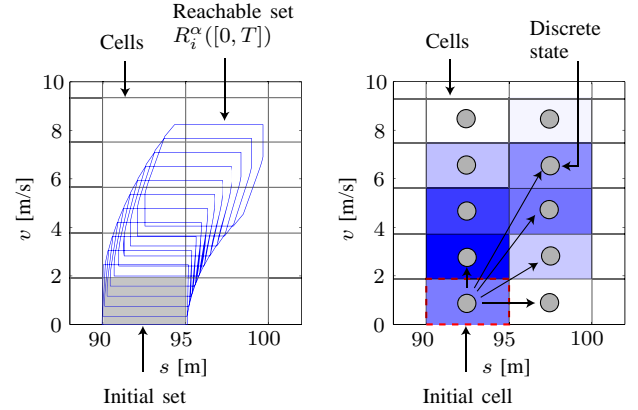 Reachable set
Cells
$R_i^{\alpha}([0, T])$
10
8
6
4
2
0
v [m/s]
90
95
100
s [m]
Initial set
Discrete
state
Cells
10
8
6
4
2
0
v [m/s]
90
95
100
s [m]
Initial cell